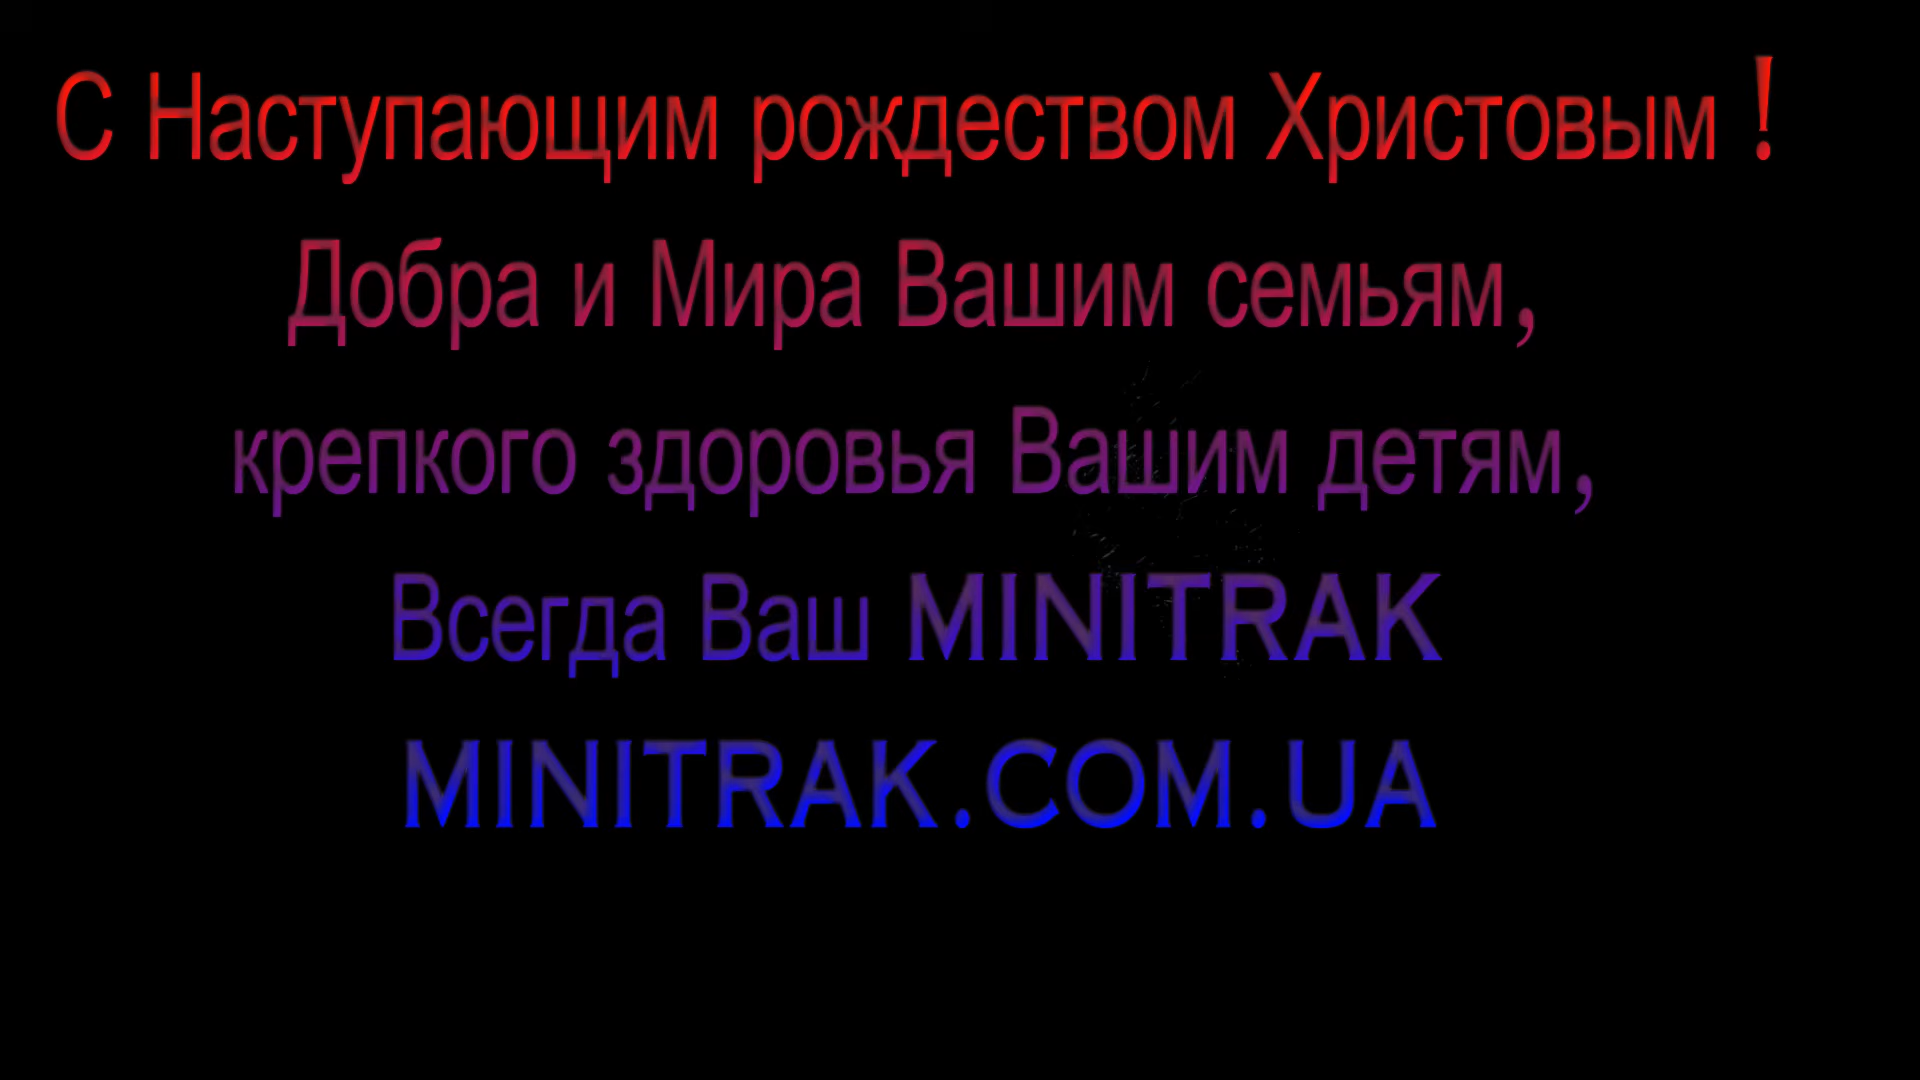 С Наступающим рождеством Христовым !
Добра и Мира Вашим семьям,
крепкого здоровья Вашим детям,
Всегда Ваш MINITRAK
MINITRAK.COM.UA